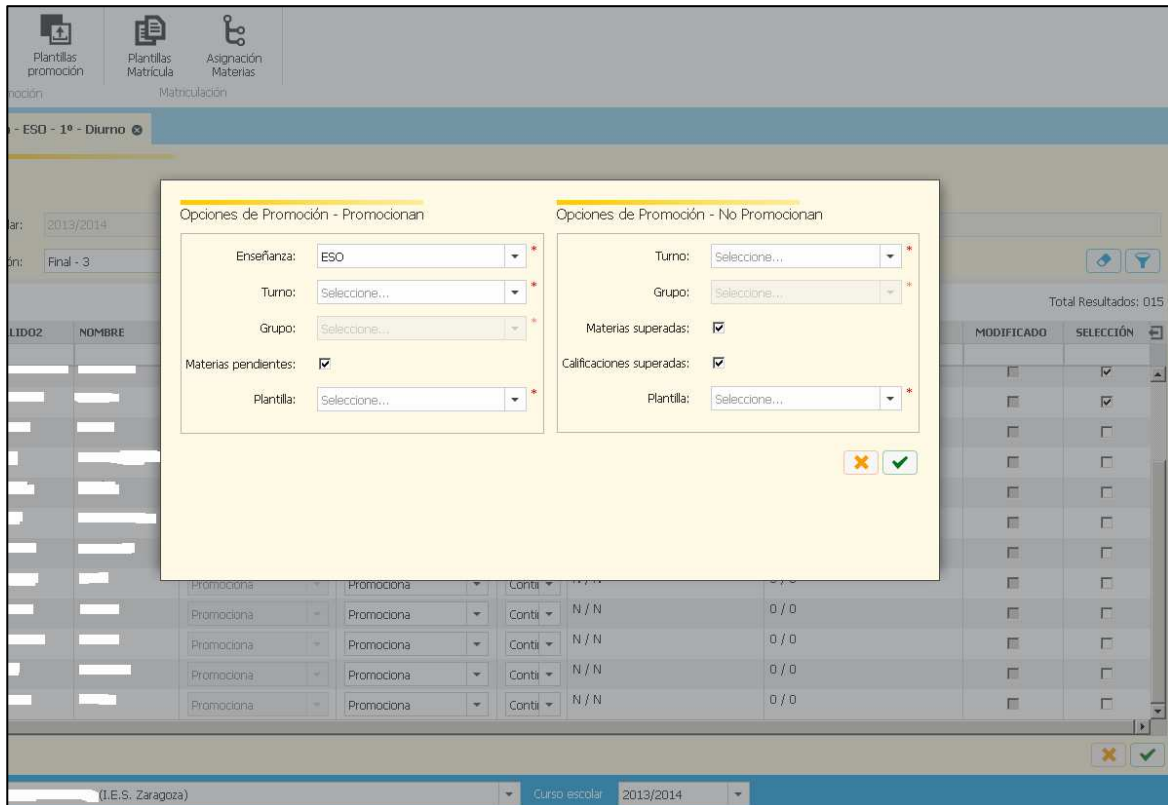 Plantillas promoción
Plantillas Matrícula
Asignación Materias
moción
Matriculación
- ESO - 1º - Diurno
lar: 2013/2014
ón: Final - 3
Total Resultados: 015
LLIDO2 NOMBRE MODIFICADO SELECCIÓN
Opciones de Promoción - Promocionan
Enseñanza: ESO *
Turno: Seleccione... *
Grupo: Seleccione... *
Materias pendientes:
Plantilla: Seleccione... *
Opciones de Promoción - No Promocionan
Turno: Seleccione... *
Grupo: Seleccione... *
Materias superadas:
Calificaciones superadas:
Plantilla: Seleccione... *
Promociona Promociona Conti
Promociona Promociona Conti N / N 0 / 0
Promociona Promociona Conti N / N 0 / 0
Promociona Promociona Conti N / N 0 / 0
Promociona Promociona Conti N / N 0 / 0
(I.E.S. Zaragoza) Curso escolar 2013/2014